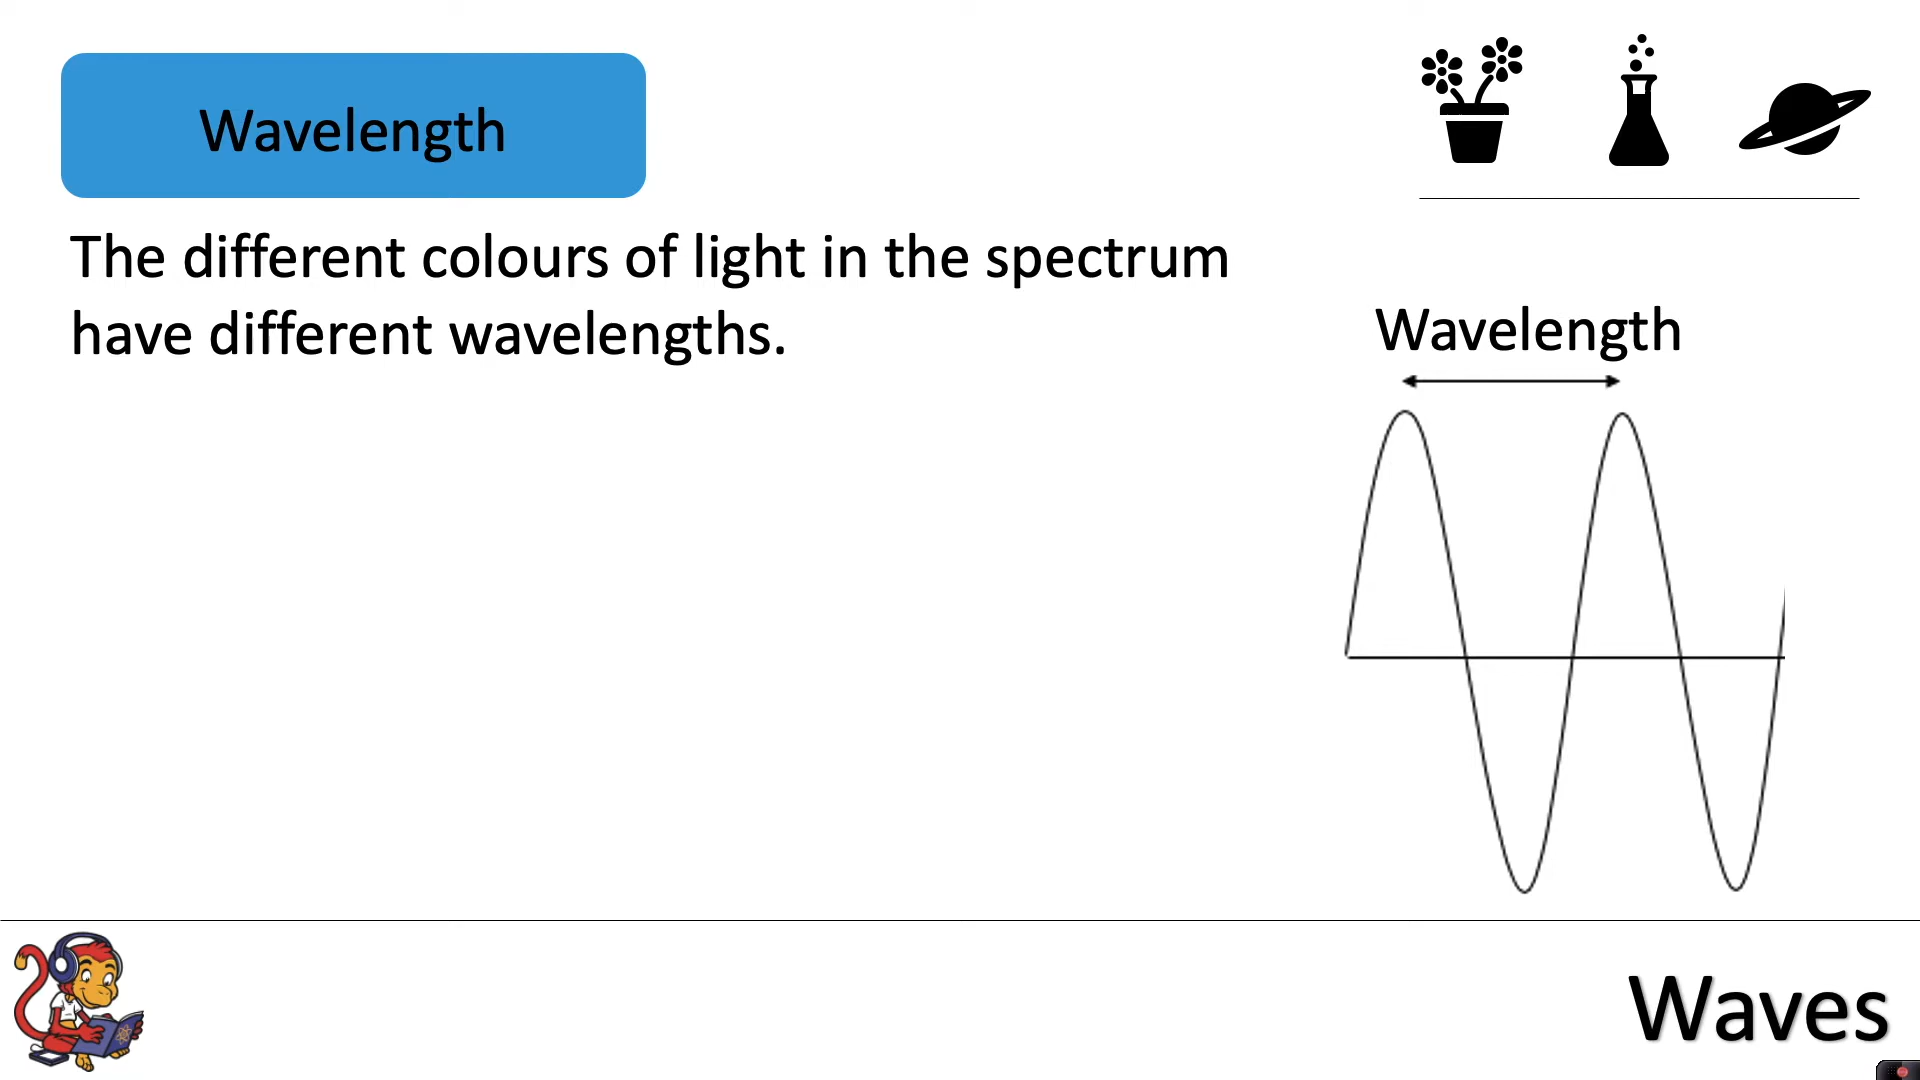 Wavelength
The different colours of light in the spectrum
have different wavelengths.
Wavelength
Waves